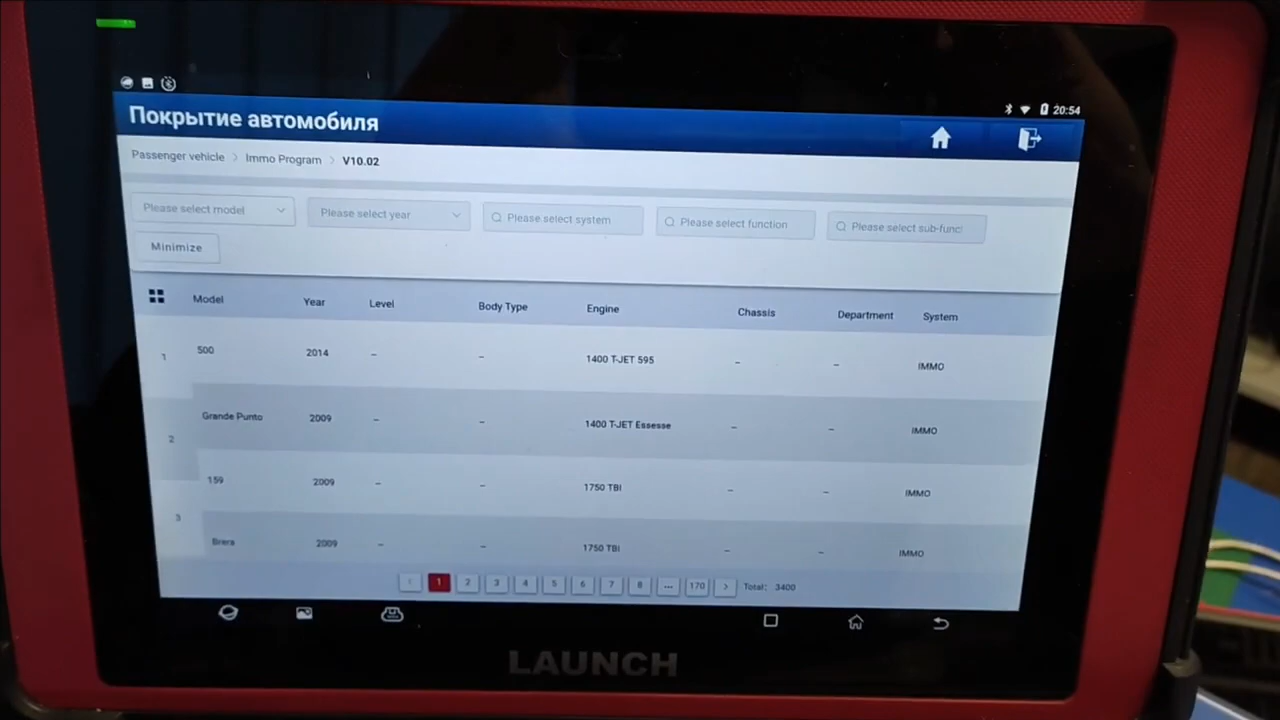 20:54
Покрытие автомобиля
Passenger vehicle > Immo Program > V10.02
Please select model Please select year Please select system Please select function Please select sub-func
Minimize
Model Year Level Body Type Engine Chassis Department System
1 500 2014 – – 1400 T-JET 595 – – IMMO
2 Grande Punto 2009 – – 1400 T-JET Essesse – – IMMO
3 159 2009 – – 1750 TBI – – IMMO
Brera 2009 – – 1750 TBI – – IMMO
< 1 2 3 4 5 6 7 8 ... 170 > Total: 3400
LAUNCH